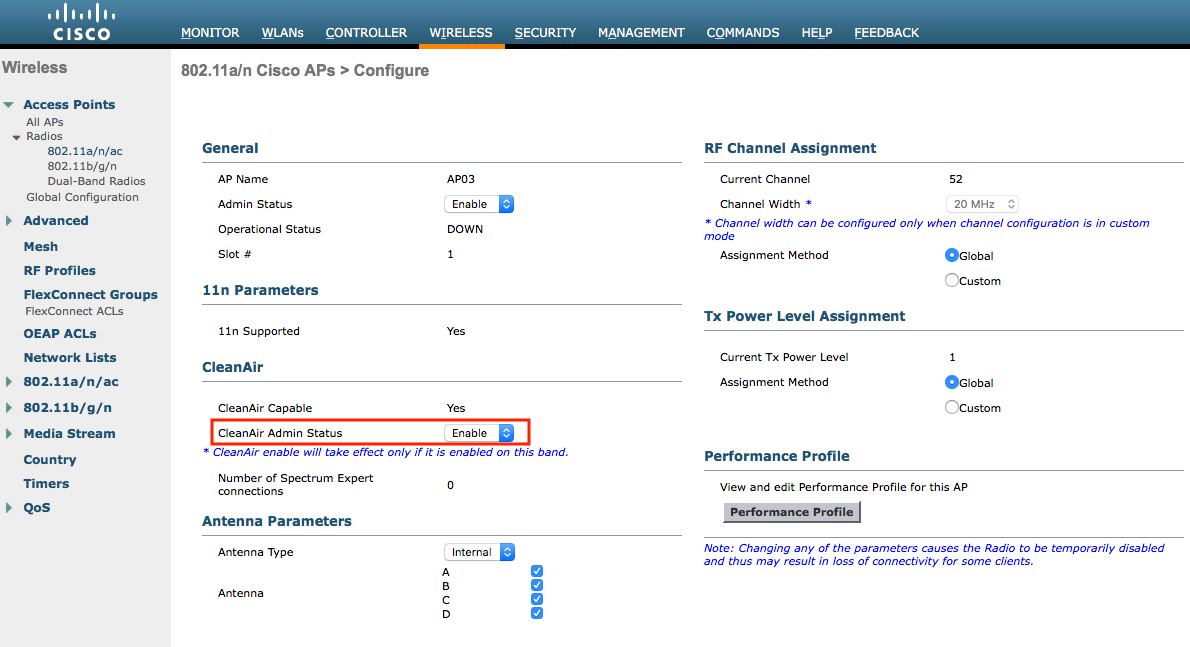 CISCO
MONITOR WLANs CONTROLLER WIRELESS SECURITY MANAGEMENT COMMANDS HELP FEEDBACK
Wireless
Access Points
All APs
Radios
802.11a/n/ac
802.11b/g/n
Dual-Band Radios
Global Configuration
Advanced
Mesh
RF Profiles
FlexConnect Groups
FlexConnect ACLs
OEAP ACLs
Network Lists
802.11a/n/ac
802.11b/g/n
Media Stream
Country
Timers
QoS
802.11a/n Cisco APs > Configure
General
AP Name AP03
Admin Status Enable
Operational Status DOWN
Slot # 1
11n Parameters
11n Supported Yes
CleanAir
CleanAir Capable Yes
CleanAir Admin Status Enable
* CleanAir enable will take effect only if it is enabled on this band.
Number of Spectrum Expert
connections 0
Antenna Parameters
Antenna Type Internal
Antenna
A
B
C
D
RF Channel Assignment
Current Channel 52
Channel Width * 20 MHz
* Channel width can be configured only when channel configuration is in custom
mode
Assignment Method Global
Custom
Tx Power Level Assignment
Current Tx Power Level 1
Assignment Method Global
Custom
Performance Profile
View and edit Performance Profile for this AP
Performance Profile
Note: Changing any of the parameters causes the Radio to be temporarily disabled
and thus may result in loss of connectivity for some clients.